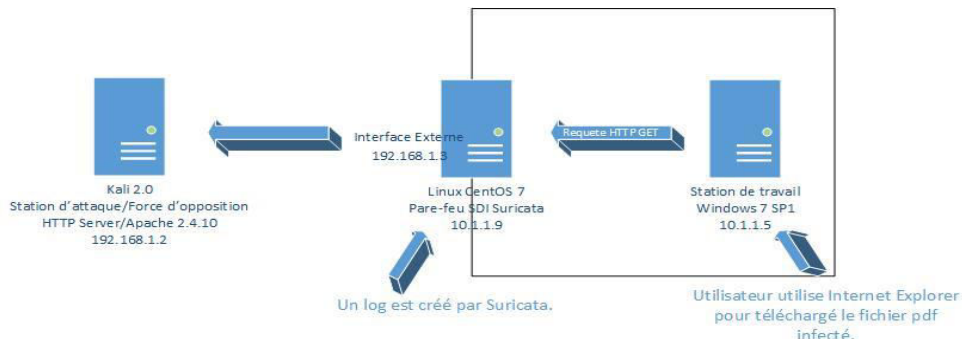 Kali 2.0
Station d'attaque/Force d'opposition
HTTP Server/Apache 2.4.10
192.168.1.2
Interface Externe
192.168.1.3
Linux CentOS 7
Pare-feu SDI Suricata
10.1.1.9
Requete HTTP GET
Station de travail
Windows 7 SP1
10.1.1.5
Un log est créé par Suricata.
Utilisateur utilise Internet Explorer
pour téléchargé le fichier pdf
infecté.